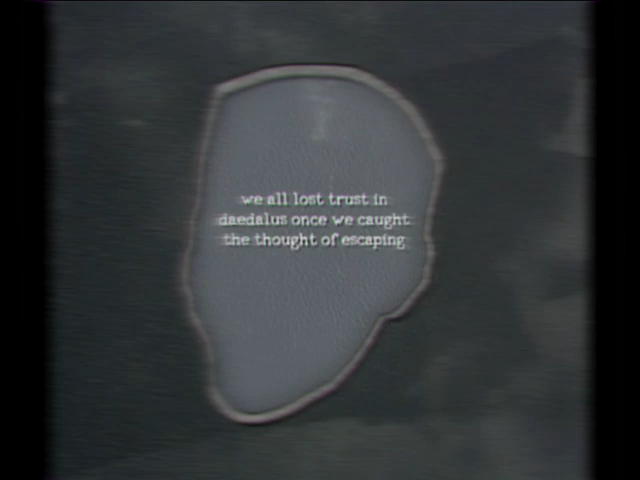 we all lost trust in
daedalus once we caught
the thought of escaping